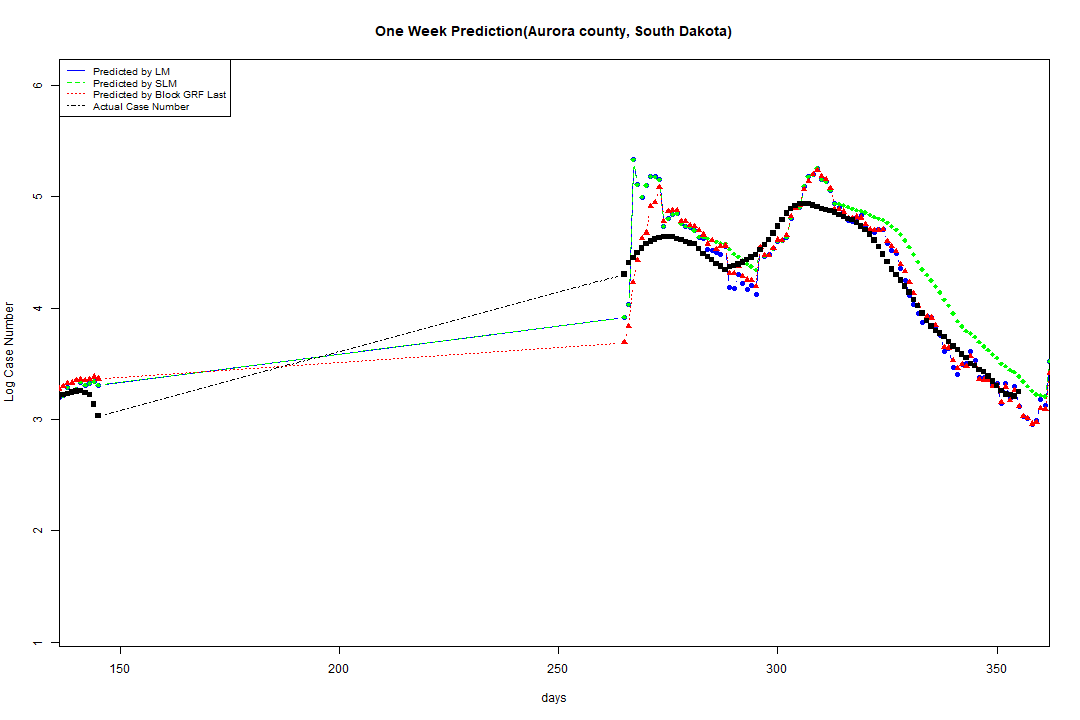 One Week Prediction(Aurora county, South Dakota)
Predicted by LM
Predicted by SLM
Predicted by Block GRF Last
Actual Case Number
6
5
4
3
2
1
Log Case Number
150
200
250
300
350
days